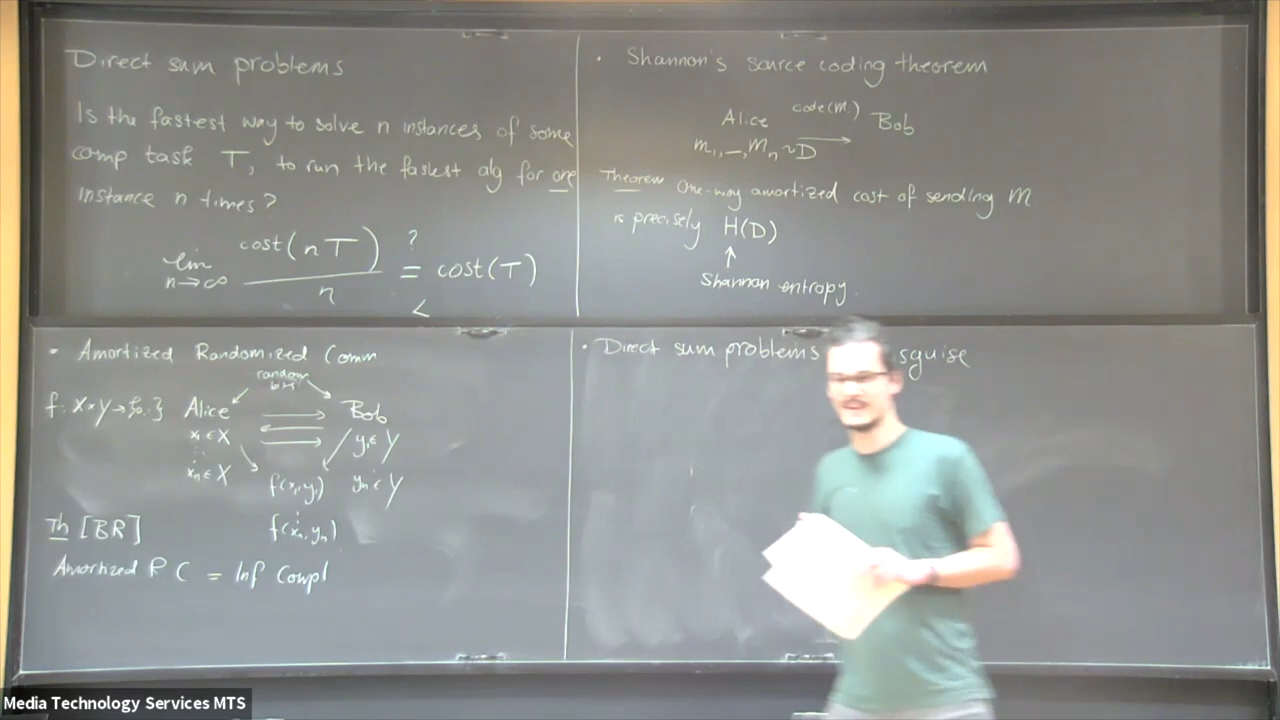 Direct sum problems
Is the fastest way to solve n instances of some
comp task T, to run the fastest alg for one
instance n times?
lim n→∞ cost(nT) / n ?= cost(T)
<
· Shannon's source coding theorem
Alice code(M.) Bob
M1, –, Mn ~ D →
Theorem One-way amortized cost of sending M
is precisely H(D)
↑
Shannon entropy.
· Amortized Randomized Comm
random
bits
f: X×Y→{0,1} Alice Bob
x1 ∈ X y1 ∈ Y
xn ∈ X f(x1,y1) yn ∈ Y
f(xn,yn)
Th [BR]
Amortized R C = Inf Compl
· Direct sum problems sguise
Media Technology Services MTS